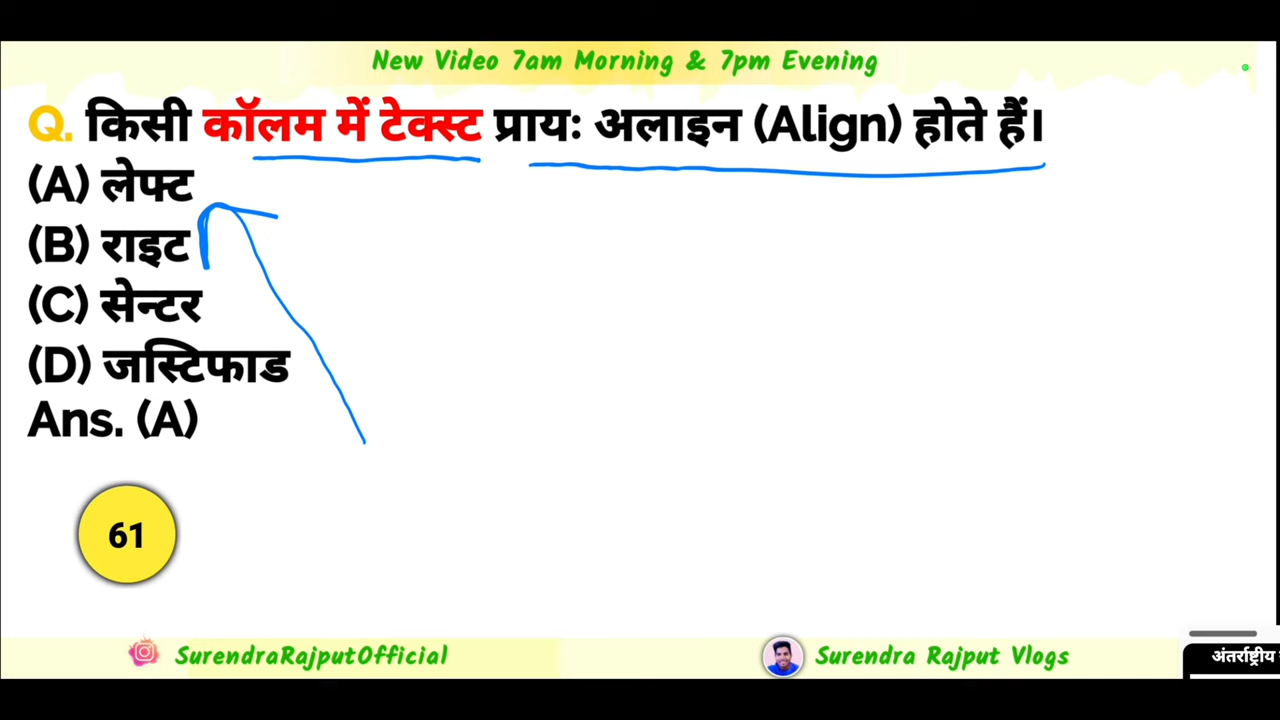 New Video 7am Morning & 7pm Evening
Q. किसी कॉलम में टेक्स्ट प्रायः अलाइन (Align) होते हैं।
(A) लेफ्ट
(B) राइट
(C) सेन्टर
(D) जस्टिफाड
Ans. (A)
61
SurendraRajputOfficial
Surendra Rajput Vlogs
अंतर्राष्ट्रीय